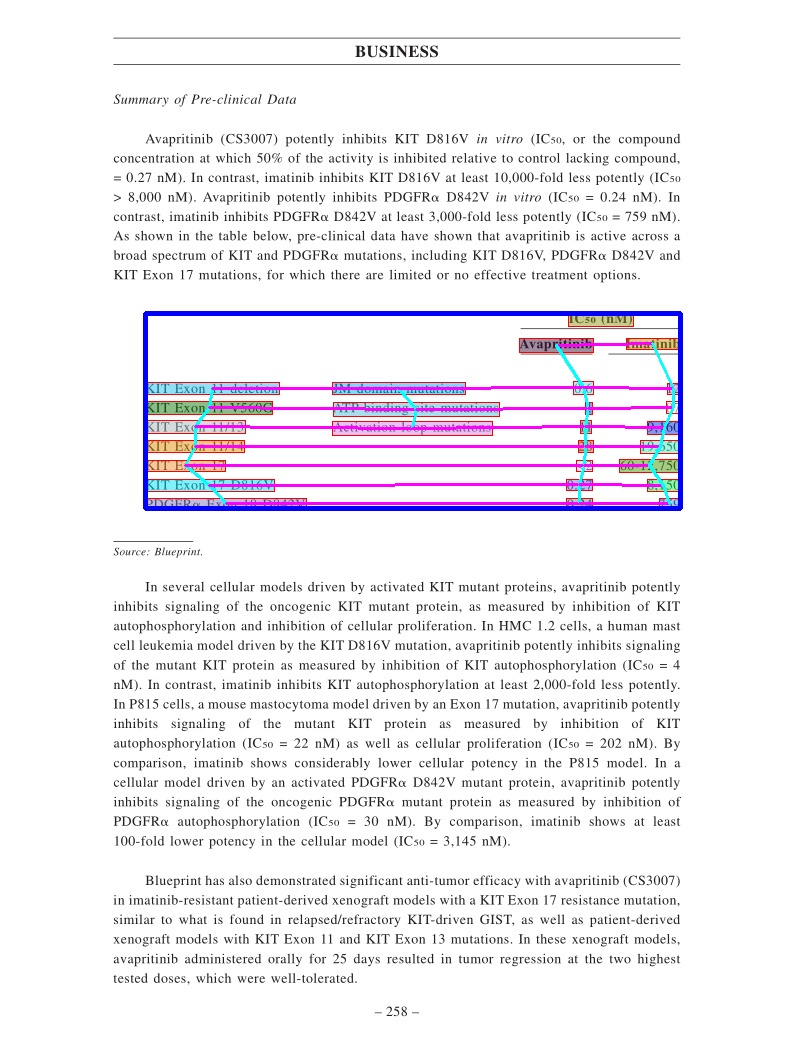 BUSINESS
Summary of Pre-clinical Data
Avapritinib (CS3007) potently inhibits KIT D816V in vitro (IC50, or the compound
concentration at which 50% of the activity is inhibited relative to control lacking compound,
= 0.27 nM). In contrast, imatinib inhibits KIT D816V at least 10,000-fold less potently (IC50
> 8,000 nM). Avapritinib potently inhibits PDGFRα D842V in vitro (IC50 = 0.24 nM). In
contrast, imatinib inhibits PDGFRα D842V at least 3,000-fold less potently (IC50 = 759 nM).
As shown in the table below, pre-clinical data have shown that avapritinib is active across a
broad spectrum of KIT and PDGFRα mutations, including KIT D816V, PDGFRα D842V and
KIT Exon 17 mutations, for which there are limited or no effective treatment options.
IC50 (nM)
Avapritinib Imatinib
KIT Exon 11 deletion JM domain mutations 0.6
KIT Exon 11 V560G ATP binding site mutations
KIT Exon 11/13 Activation loop mutations 9,160
KIT Exon 11/14
KIT Exon 17
KIT Exon 17 D816V 0.27 8,150
PDGFRα Exon 18 D842V 0.24
Source: Blueprint.
In several cellular models driven by activated KIT mutant proteins, avapritinib potently
inhibits signaling of the oncogenic KIT mutant protein, as measured by inhibition of KIT
autophosphorylation and inhibition of cellular proliferation. In HMC 1.2 cells, a human mast
cell leukemia model driven by the KIT D816V mutation, avapritinib potently inhibits signaling
of the mutant KIT protein as measured by inhibition of KIT autophosphorylation (IC50 = 4
nM). In contrast, imatinib inhibits KIT autophosphorylation at least 2,000-fold less potently.
In P815 cells, a mouse mastocytoma model driven by an Exon 17 mutation, avapritinib potently
inhibits signaling of the mutant KIT protein as measured by inhibition of KIT
autophosphorylation (IC50 = 22 nM) as well as cellular proliferation (IC50 = 202 nM). By
comparison, imatinib shows considerably lower cellular potency in the P815 model. In a
cellular model driven by an activated PDGFRα D842V mutant protein, avapritinib potently
inhibits signaling of the oncogenic PDGFRα mutant protein as measured by inhibition of
PDGFRα autophosphorylation (IC50 = 30 nM). By comparison, imatinib shows at least
100-fold lower potency in the cellular model (IC50 = 3,145 nM).
Blueprint has also demonstrated significant anti-tumor efficacy with avapritinib (CS3007)
in imatinib-resistant patient-derived xenograft models with a KIT Exon 17 resistance mutation,
similar to what is found in relapsed/refractory KIT-driven GIST, as well as patient-derived
xenograft models with KIT Exon 11 and KIT Exon 13 mutations. In these xenograft models,
avapritinib administered orally for 25 days resulted in tumor regression at the two highest
tested doses, which were well-tolerated.
– 258 –